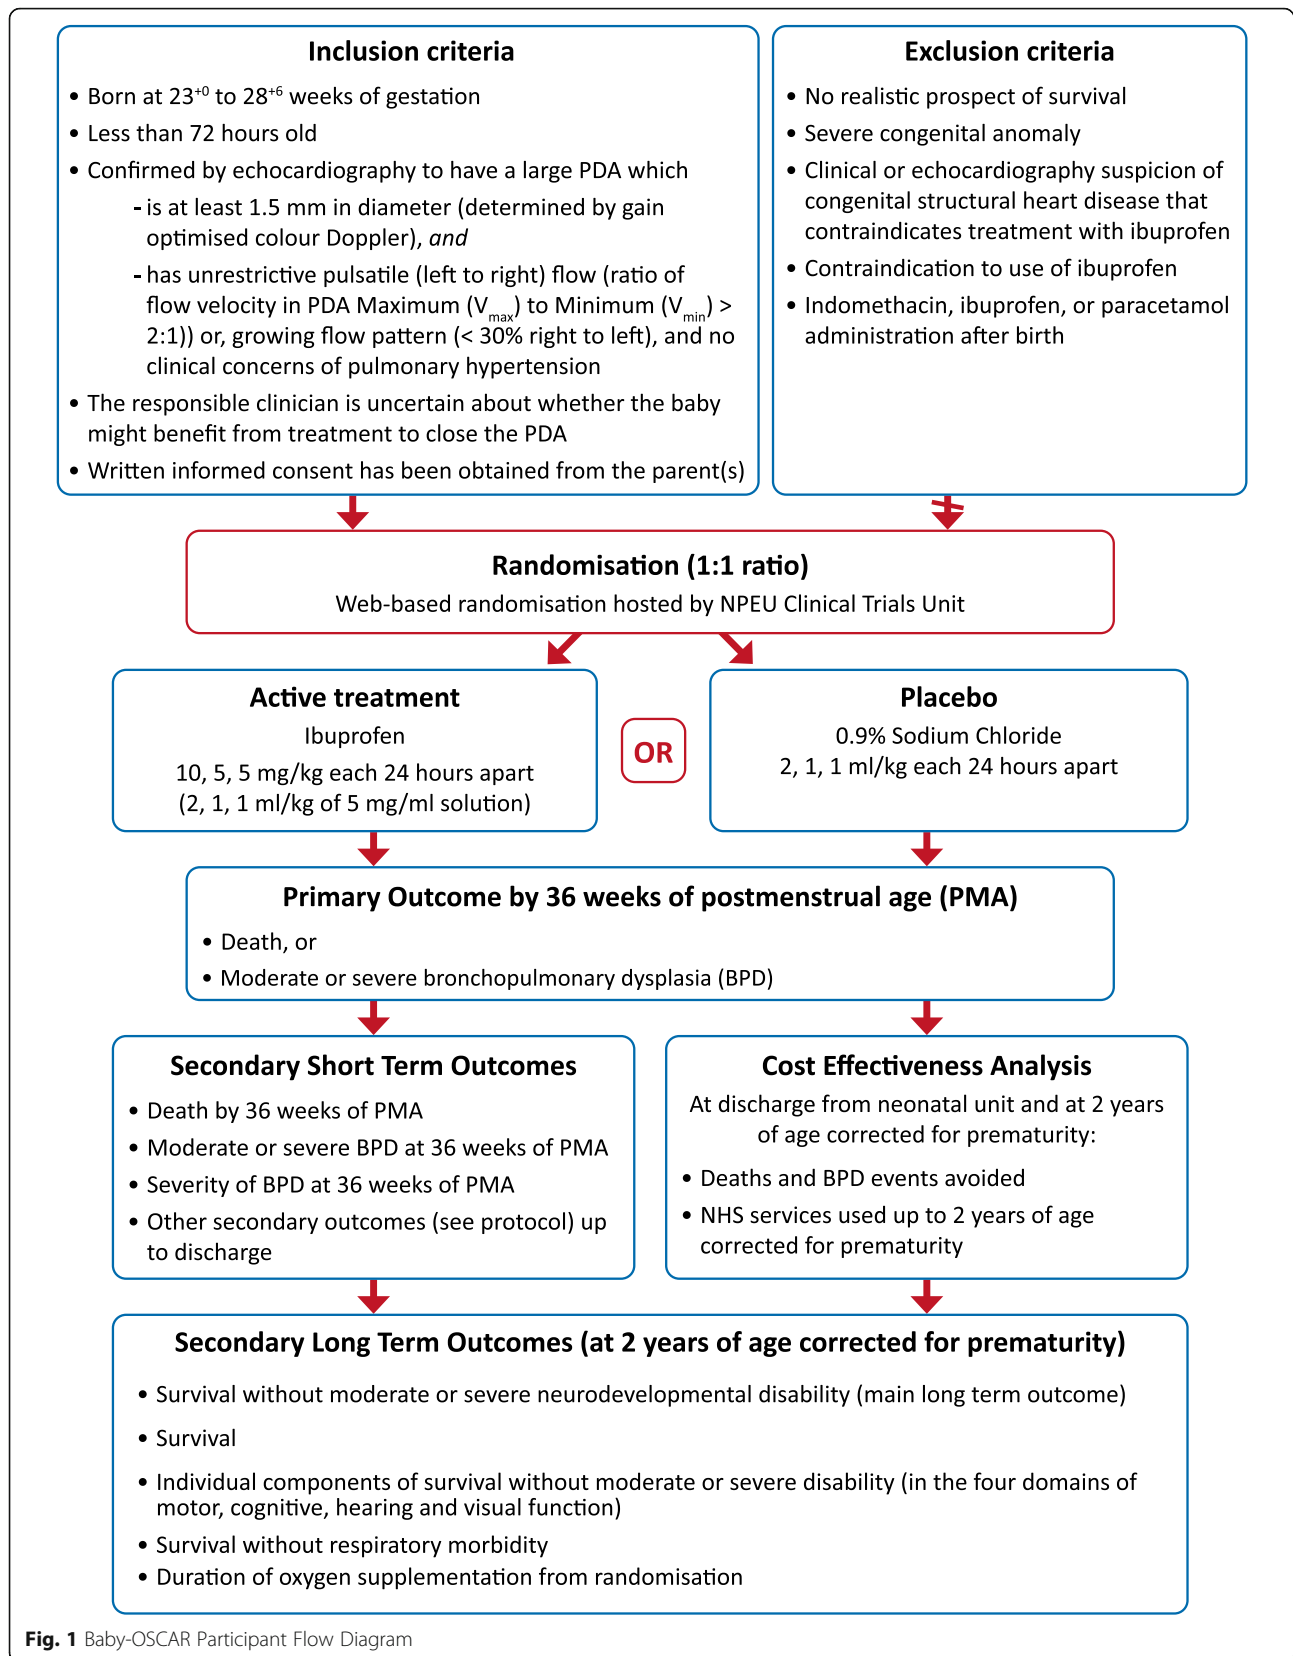 Inclusion criteria
• Born at 23+0 to 28+6 weeks of gestation
• Less than 72 hours old
• Confirmed by echocardiography to have a large PDA which
- is at least 1.5 mm in diameter (determined by gain
optimised colour Doppler), and
- has unrestrictive pulsatile (left to right) flow (ratio of
flow velocity in PDA Maximum (Vmax) to Minimum (Vmin) >
2:1)) or, growing flow pattern (< 30% right to left), and no
clinical concerns of pulmonary hypertension
• The responsible clinician is uncertain about whether the baby
might benefit from treatment to close the PDA
• Written informed consent has been obtained from the parent(s)
Exclusion criteria
• No realistic prospect of survival
• Severe congenital anomaly
• Clinical or echocardiography suspicion of
congenital structural heart disease that
contraindicates treatment with ibuprofen
• Contraindication to use of ibuprofen
• Indomethacin, ibuprofen, or paracetamol
administration after birth
Randomisation (1:1 ratio)
Web-based randomisation hosted by NPEU Clinical Trials Unit
Active treatment
Ibuprofen
10, 5, 5 mg/kg each 24 hours apart
(2, 1, 1 ml/kg of 5 mg/ml solution)
OR
Placebo
0.9% Sodium Chloride
2, 1, 1 ml/kg each 24 hours apart
Primary Outcome by 36 weeks of postmenstrual age (PMA)
• Death, or
• Moderate or severe bronchopulmonary dysplasia (BPD)
Secondary Short Term Outcomes
• Death by 36 weeks of PMA
• Moderate or severe BPD at 36 weeks of PMA
• Severity of BPD at 36 weeks of PMA
• Other secondary outcomes (see protocol) up
to discharge
Cost Effectiveness Analysis
At discharge from neonatal unit and at 2 years
of age corrected for prematurity:
• Deaths and BPD events avoided
• NHS services used up to 2 years of age
corrected for prematurity
Secondary Long Term Outcomes (at 2 years of age corrected for prematurity)
• Survival without moderate or severe neurodevelopmental disability (main long term outcome)
• Survival
• Individual components of survival without moderate or severe disability (in the four domains of
motor, cognitive, hearing and visual function)
• Survival without respiratory morbidity
• Duration of oxygen supplementation from randomisation
Fig. 1 Baby-OSCAR Participant Flow Diagram